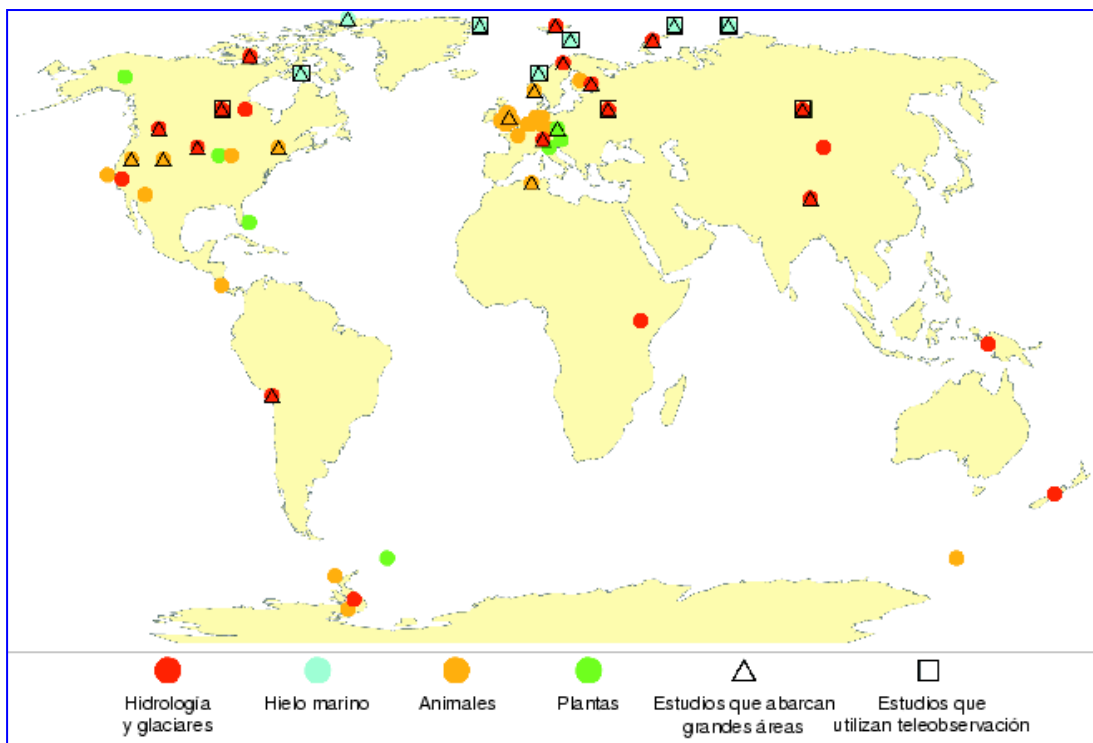 Hidrología
y glaciares
Hielo marino
Animales
Plantas
Estudios que abarcan
grandes áreas
Estudios que
utilizan teleobservación